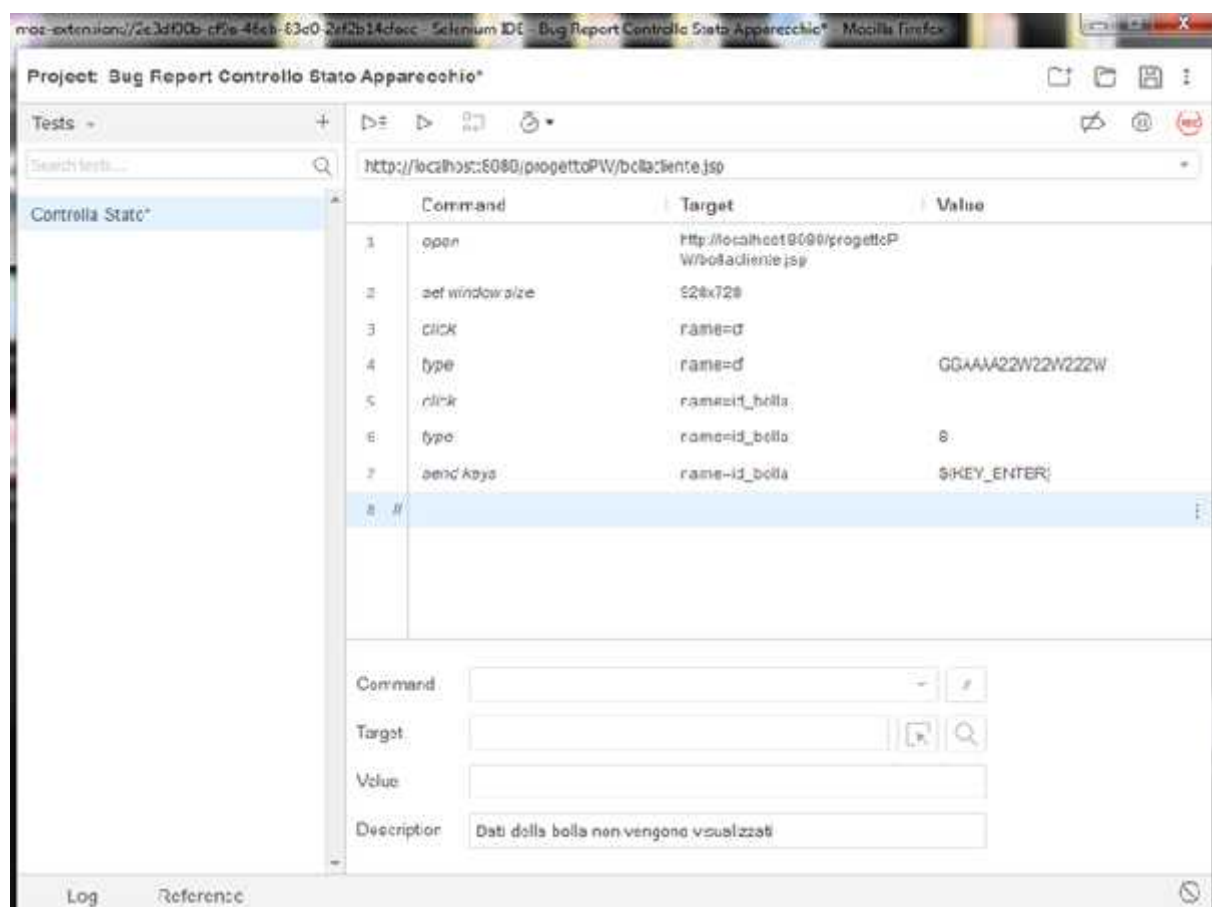 Selenium IDE - Bug Report Controllo Stato Apparecchio* Mozilla Firefox
Project: Bug Report Controllo Stato Apparecchio*
Tests
Search tests...
Controlla Stato*
REC
http://localhost:8080/progettoPW/bollacliente.jsp
Command Target Value
1 open http://localhost:8080/progettoP
W/bollacliente.jsp
2 set window size
3 click name=cf
4 type name=cf GGAAAA22W22W222W
5 click name=id_bolla
6 type name=id_bolla 8
7 send keys name=id_bolla ${KEY_ENTER}
8 //
Command //
Target
Value
Description Dati della bolla non vengono visualizzati
Log Reference